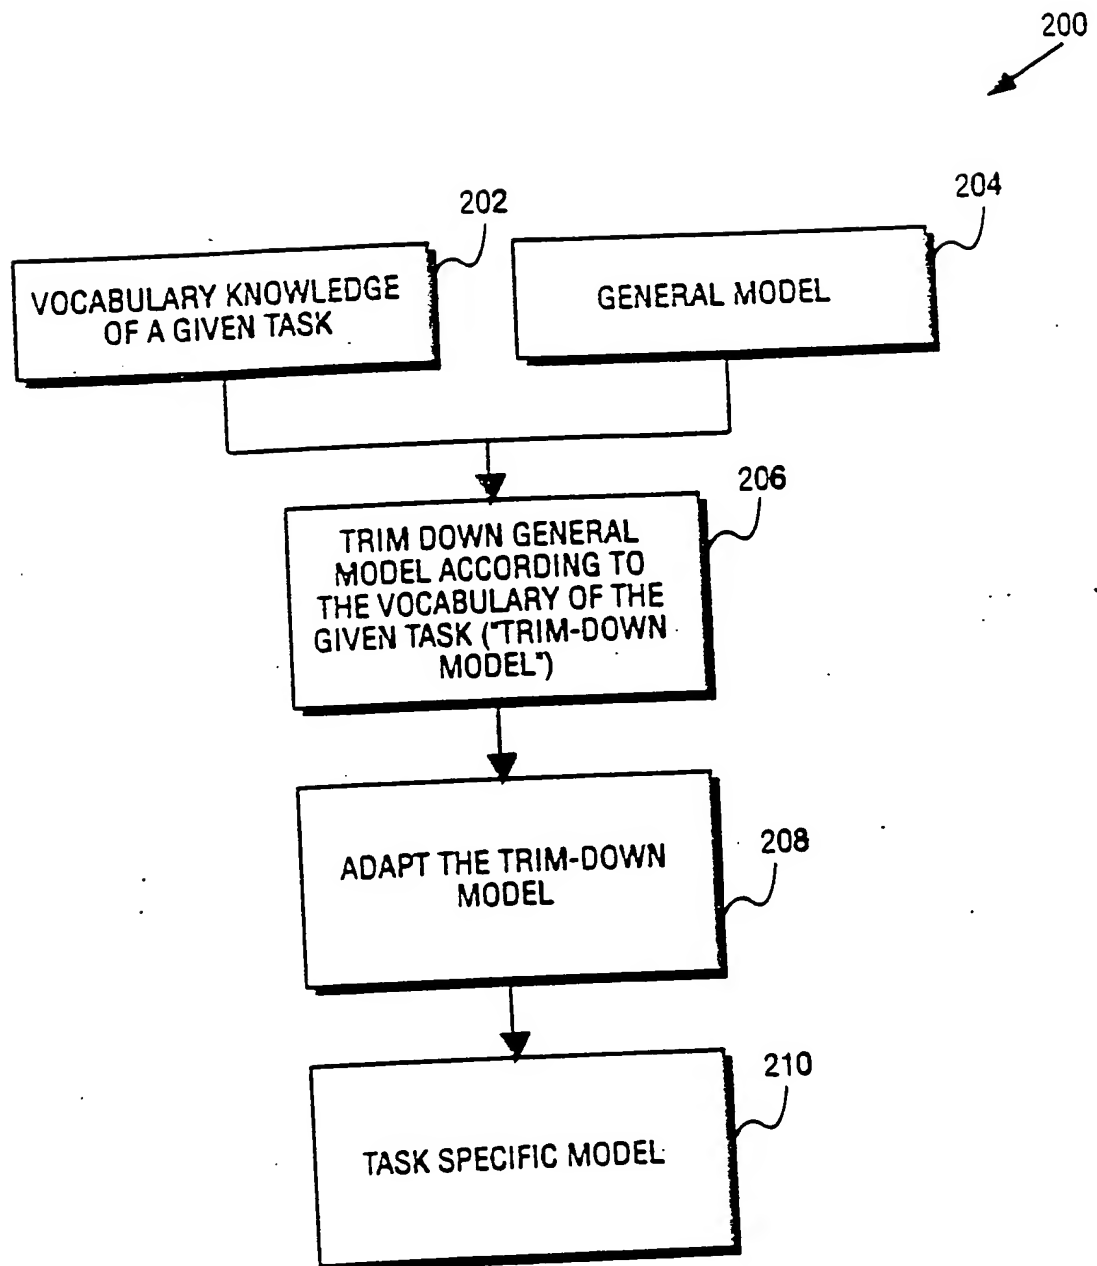 200
202
204
VOCABULARY KNOWLEDGE
OF A GIVEN TASK
GENERAL MODEL
206
TRIM DOWN GENERAL
MODEL ACCORDING TO
THE VOCABULARY OF THE
GIVEN TASK ("TRIM-DOWN
MODEL")
208
ADAPT THE TRIM-DOWN
MODEL
210
TASK SPECIFIC MODEL